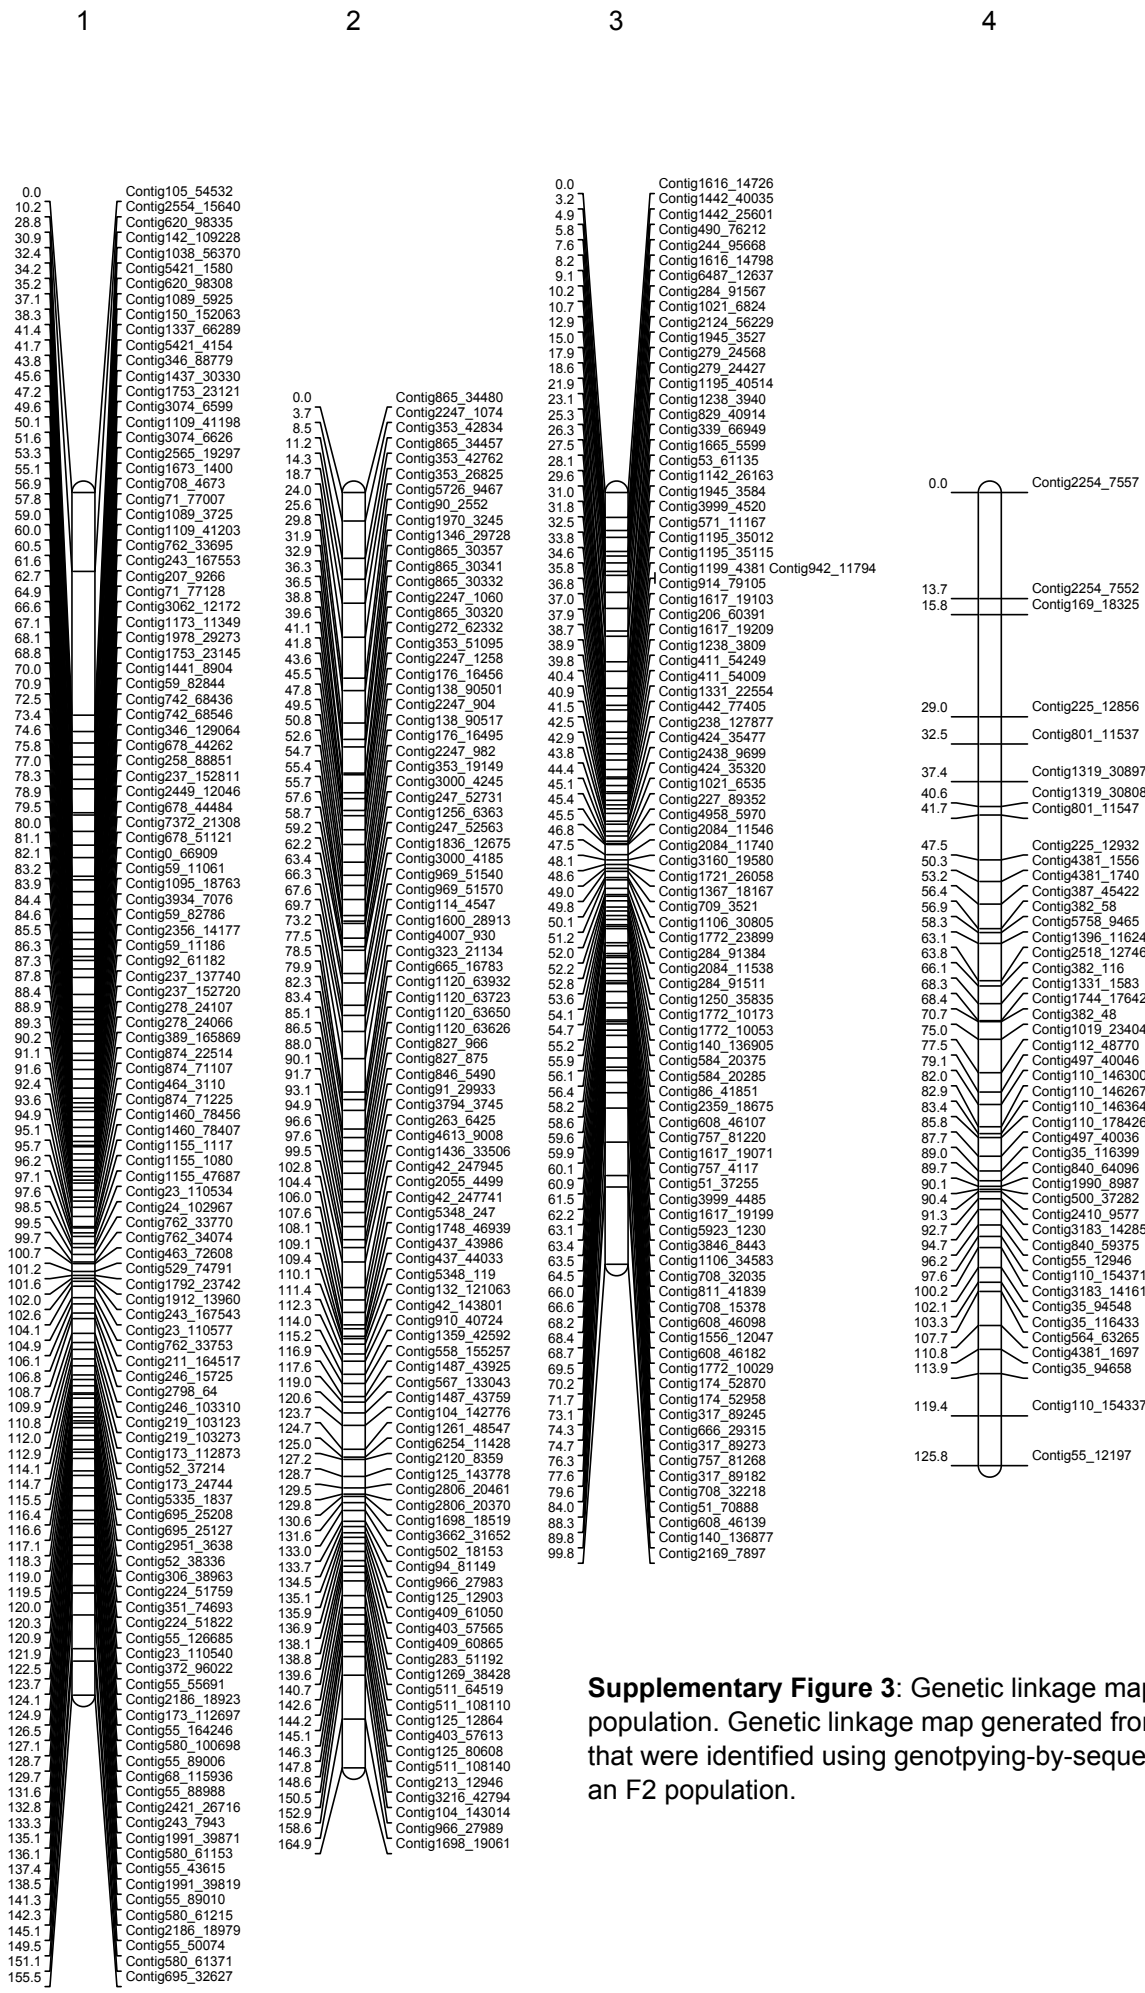 1 2 3 4
0.0 Contig105_54532
10.2 Contig2554_15640
28.8 Contig620_98335
30.9 Contig142_109228
32.4 Contig1038_56370
34.2 Contig5421_1580
35.2 Contig620_98308
37.1 Contig1089_5925
38.3 Contig150_152063
41.4 Contig1337_66289
41.7 Contig5421_4154
43.8 Contig346_88779
45.6 Contig1437_30330
47.2 Contig1753_23121
49.6 Contig3074_6599
50.1 Contig1109_41198
51.6 Contig3074_6626
53.3 Contig2565_19297
55.1 Contig1673_1400
56.9 Contig708_4673
57.8 Contig71_77007
59.0 Contig1089_3725
60.0 Contig1109_41203
60.5 Contig762_33695
61.6 Contig243_167553
62.7 Contig207_9266
64.9 Contig71_77128
66.6 Contig3062_12172
67.1 Contig1173_11349
68.1 Contig1978_29273
68.8 Contig1753_23145
70.0 Contig1441_8904
70.9 Contig59_82844
72.5 Contig742_68436
73.4 Contig742_68546
74.6 Contig346_129064
75.8 Contig678_44262
77.0 Contig258_88851
78.3 Contig237_152811
78.9 Contig2449_12046
79.5 Contig678_44484
80.0 Contig7372_21308
81.1 Contig678_51121
82.1 Contig0_66909
83.2 Contig59_11061
83.9 Contig1095_18763
84.4 Contig3934_7076
84.6 Contig59_82786
85.5 Contig2356_14177
86.3 Contig59_11186
87.3 Contig92_61182
87.8 Contig237_137740
88.4 Contig237_152720
88.9 Contig278_24107
89.3 Contig278_24066
90.2 Contig389_165869
91.1 Contig874_22514
91.6 Contig874_71107
92.4 Contig464_3110
93.6 Contig874_71225
94.9 Contig1460_78456
95.1 Contig1460_78407
95.7 Contig1155_1117
96.2 Contig1155_1080
97.1 Contig1155_47687
97.6 Contig23_110534
98.5 Contig24_102967
99.5 Contig762_33770
99.7 Contig762_34074
100.7 Contig463_72608
101.2 Contig529_74791
101.6 Contig1792_23742
102.0 Contig1912_13960
102.6 Contig243_167543
104.1 Contig23_110577
104.9 Contig762_33753
106.1 Contig211_164517
106.8 Contig246_15725
108.7 Contig2798_64
109.9 Contig246_103310
110.8 Contig219_103123
112.0 Contig219_103273
112.9 Contig173_112873
114.1 Contig52_37214
114.7 Contig173_24744
115.5 Contig5335_1837
116.4 Contig695_25208
116.6 Contig695_25127
117.1 Contig2951_3638
118.3 Contig52_38336
119.0 Contig306_38963
119.5 Contig224_51759
120.0 Contig351_74693
120.3 Contig224_51822
120.9 Contig55_126685
121.9 Contig23_110540
122.5 Contig372_96022
123.7 Contig55_55691
124.1 Contig2186_18923
124.9 Contig173_112697
126.5 Contig55_164246
127.1 Contig580_100698
128.7 Contig55_89006
129.7 Contig68_115936
131.6 Contig55_88988
132.8 Contig2421_26716
133.3 Contig243_7943
135.1 Contig1991_39871
136.1 Contig580_61153
137.4 Contig55_43615
138.5 Contig1991_39819
141.3 Contig55_89010
142.3 Contig580_61215
145.1 Contig2186_18979
149.5 Contig55_50074
151.1 Contig580_61371
155.5 Contig695_32627
0.0 Contig865_34480
3.7 Contig2247_1074
8.5 Contig353_42834
11.2 Contig865_34457
14.3 Contig353_42762
18.7 Contig353_26825
24.0 Contig5726_9467
25.6 Contig90_2552
29.8 Contig1970_3245
31.9 Contig1346_29728
32.9 Contig865_30357
36.3 Contig865_30341
36.5 Contig865_30332
38.8 Contig2247_1060
39.6 Contig865_30320
41.1 Contig272_62332
41.8 Contig353_51095
43.6 Contig2247_1258
45.5 Contig176_16456
47.8 Contig138_90501
49.5 Contig2247_904
50.8 Contig138_90517
52.6 Contig176_16495
54.7 Contig2247_982
55.4 Contig353_19149
55.7 Contig3000_4245
57.6 Contig247_52731
58.7 Contig1256_6363
59.2 Contig247_52563
62.2 Contig1836_12675
63.4 Contig3000_4185
66.3 Contig969_51540
67.6 Contig969_51570
69.7 Contig114_4547
73.2 Contig1600_28913
77.5 Contig4007_930
78.5 Contig323_21134
79.9 Contig665_16783
82.3 Contig1120_63932
83.4 Contig1120_63723
85.1 Contig1120_63650
86.5 Contig1120_63626
88.0 Contig827_966
90.1 Contig827_875
91.7 Contig846_5490
93.1 Contig91_29933
94.9 Contig3794_3745
96.6 Contig263_6425
97.6 Contig4613_9008
99.5 Contig1436_33506
102.8 Contig42_247945
104.4 Contig2055_4499
106.0 Contig42_247741
107.6 Contig5348_247
108.1 Contig1748_46939
109.1 Contig437_43986
109.4 Contig437_44033
110.1 Contig5348_119
111.4 Contig132_121063
112.3 Contig42_143801
114.0 Contig910_40724
115.2 Contig1359_42592
116.9 Contig558_155257
117.6 Contig1487_43925
119.0 Contig567_133043
120.6 Contig1487_43759
123.7 Contig104_142776
124.7 Contig1261_48547
125.0 Contig6254_11428
127.2 Contig2120_8359
128.7 Contig125_143778
129.5 Contig2806_20461
129.8 Contig2806_20370
130.6 Contig1698_18519
131.6 Contig3662_31652
133.0 Contig502_18153
133.7 Contig94_81149
134.5 Contig966_27983
135.1 Contig125_12903
135.9 Contig409_61050
136.9 Contig403_57565
138.1 Contig409_60865
138.8 Contig283_51192
139.6 Contig1269_38428
140.7 Contig511_64519
142.6 Contig511_108110
144.2 Contig125_12864
145.1 Contig403_57613
146.3 Contig125_80608
147.8 Contig511_108140
148.6 Contig213_12946
150.5 Contig3216_42794
152.9 Contig104_143014
158.6 Contig966_27989
164.9 Contig1698_19061
0.0 Contig1616_14726
3.2 Contig1442_40035
4.9 Contig1442_25601
5.8 Contig490_76212
7.6 Contig244_95668
8.2 Contig1616_14798
9.1 Contig6487_12637
10.2 Contig284_91567
10.7 Contig1021_6824
12.9 Contig2124_56229
15.0 Contig1945_3527
17.9 Contig279_24568
18.6 Contig279_24427
21.9 Contig1195_40514
23.1 Contig1238_3940
25.3 Contig829_40914
26.3 Contig339_66949
27.5 Contig1665_5599
28.1 Contig53_61135
29.6 Contig1142_26163
31.0 Contig1945_3584
31.8 Contig3999_4520
32.5 Contig571_11167
33.8 Contig1195_35012
34.6 Contig1195_35115
35.8 Contig1199_4381 Contig942_11794
36.8 Contig914_79105
37.0 Contig1617_19103
37.9 Contig206_60391
38.7 Contig1617_19209
38.9 Contig1238_3809
39.8 Contig411_54249
40.4 Contig411_54009
40.9 Contig1331_22554
41.5 Contig442_77405
42.5 Contig238_127877
42.9 Contig424_35477
43.8 Contig2438_9699
44.4 Contig424_35320
45.1 Contig1021_6535
45.4 Contig227_89352
45.5 Contig4958_5970
46.8 Contig2084_11546
47.5 Contig2084_11740
48.1 Contig3160_19580
48.6 Contig1721_26058
49.0 Contig1367_18167
49.8 Contig709_3521
50.1 Contig1106_30805
51.2 Contig1772_23899
52.0 Contig284_91384
52.2 Contig2084_11538
52.8 Contig284_91511
53.6 Contig1250_35835
54.1 Contig1772_10173
54.7 Contig1772_10053
55.2 Contig140_136905
55.9 Contig584_20375
56.1 Contig584_20285
56.4 Contig86_41851
58.2 Contig2359_18675
58.6 Contig608_46107
59.6 Contig757_81220
59.9 Contig1617_19071
60.1 Contig757_4117
60.9 Contig51_37255
61.5 Contig3999_4485
62.2 Contig1617_19199
63.1 Contig5923_1230
63.4 Contig3846_8443
63.5 Contig1106_34583
64.5 Contig708_32035
66.0 Contig811_41839
66.6 Contig708_15378
68.2 Contig608_46098
68.4 Contig1556_12047
68.7 Contig608_46182
69.5 Contig1772_10029
70.2 Contig174_52870
71.7 Contig174_52958
73.1 Contig317_89245
74.3 Contig666_29315
74.7 Contig317_89273
76.3 Contig757_81268
77.6 Contig317_89182
79.6 Contig708_32218
84.0 Contig51_70888
88.3 Contig608_46139
89.8 Contig140_136877
99.8 Contig2169_7897
0.0 Contig2254_7557
13.7 Contig2254_7552
15.8 Contig169_18325
29.0 Contig225_12856
32.5 Contig801_11537
37.4 Contig1319_30897
40.6 Contig1319_30808
41.7 Contig801_11547
47.5 Contig225_12932
50.3 Contig4381_1556
53.2 Contig4381_1740
56.4 Contig387_45422
56.9 Contig382_58
58.3 Contig5758_9465
63.1 Contig1396_11624
63.8 Contig2518_12746
66.1 Contig382_116
68.3 Contig1331_1583
68.4 Contig1744_17642
70.7 Contig382_48
75.0 Contig1019_23404
77.5 Contig112_48770
79.1 Contig497_40046
82.0 Contig110_146300
82.9 Contig110_146267
83.4 Contig110_146364
85.8 Contig110_178426
87.7 Contig497_40036
89.0 Contig35_116399
89.7 Contig840_64096
90.1 Contig1990_8987
90.4 Contig500_37282
91.3 Contig2410_9577
92.7 Contig3183_14285
94.7 Contig840_59375
96.2 Contig55_12946
97.6 Contig110_154371
100.2 Contig3183_14161
102.1 Contig35_94548
103.3 Contig35_116433
107.7 Contig564_63265
110.8 Contig4381_1697
113.9 Contig35_94658
119.4 Contig110_154337
125.8 Contig55_12197
Supplementary Figure 3: Genetic linkage map
population. Genetic linkage map generated from
that were identified using genotpying-by-seque
an F2 population.